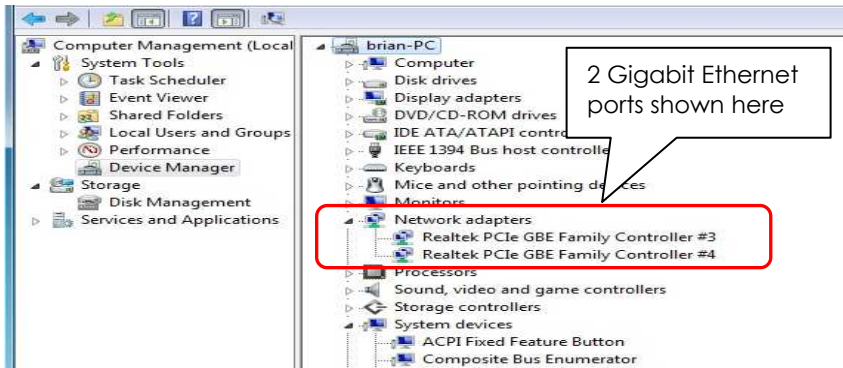 Computer Management (Local
System Tools
Task Scheduler
Event Viewer
Shared Folders
Local Users and Groups
Performance
Device Manager
Storage
Disk Management
Services and Applications
brian-PC
Computer
Disk drives
Display adapters
DVD/CD-ROM drives
IDE ATA/ATAPI contro
IEEE 1394 Bus host controlle
Keyboards
Mice and other pointing devices
Monitors
Network adapters
Realtek PCIe GBE Family Controller #3
Realtek PCIe GBE Family Controller #4
Processors
Sound, video and game controllers
Storage controllers
System devices
ACPI Fixed Feature Button
Composite Bus Enumerator
2 Gigabit Ethernet
ports shown here